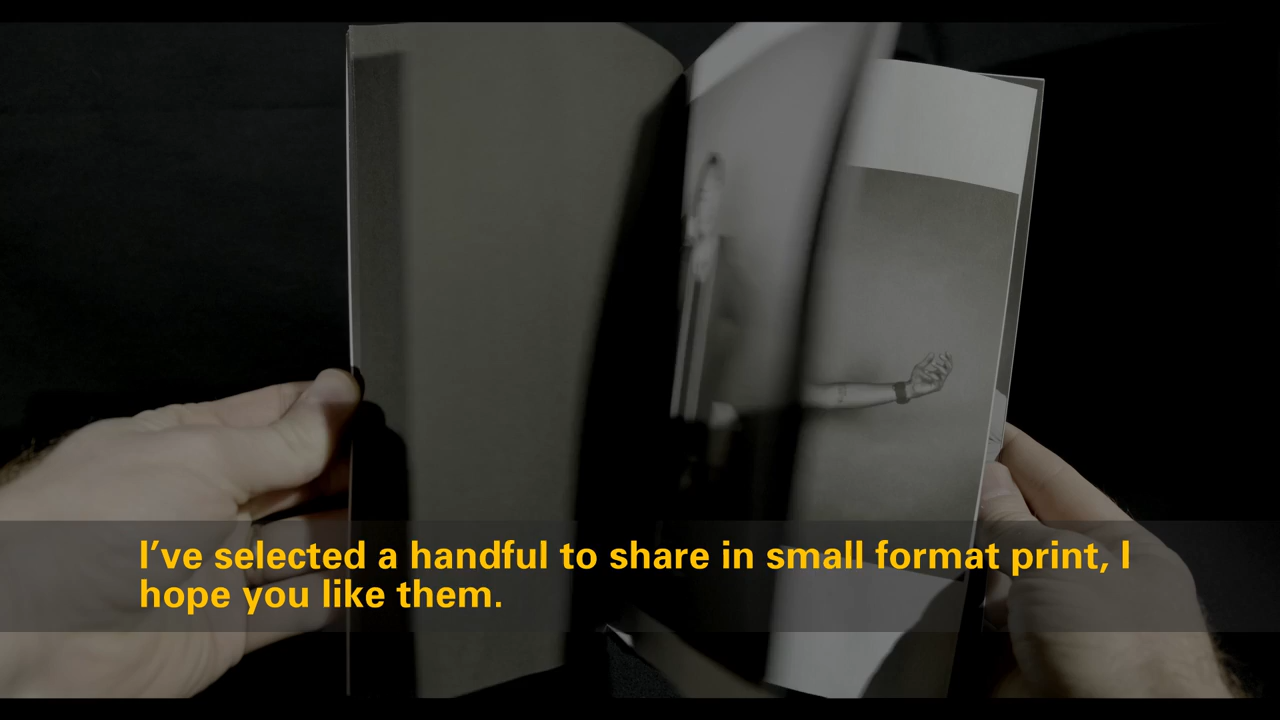 I’ve selected a handful to share in small format print, I
hope you like them.